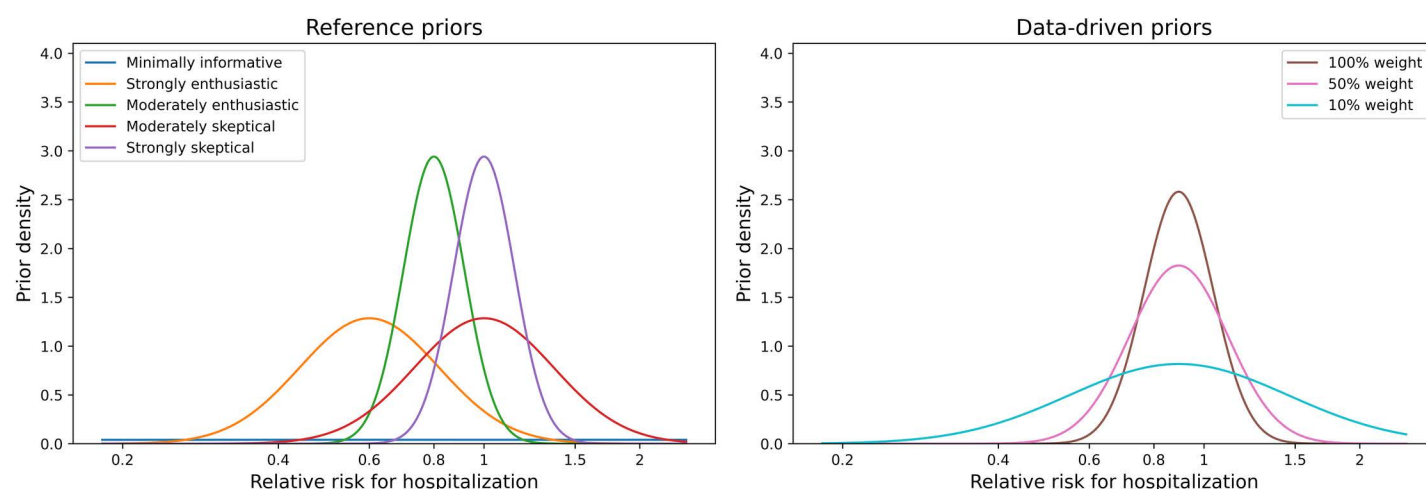 Reference priors
4.0
3.5
3.0
2.5
2.0
1.5
1.0
0.5
0.0
Prior density
Minimally informative
Strongly enthusiastic
Moderately enthusiastic
Moderately skeptical
Strongly skeptical
0.2 0.4 0.6 0.8 1 1.5 2
Relative risk for hospitalization
Data-driven priors
4.0
3.5
3.0
2.5
2.0
1.5
1.0
0.5
0.0
Prior density
100% weight
50% weight
10% weight
0.2 0.4 0.6 0.8 1 1.5 2
Relative risk for hospitalization